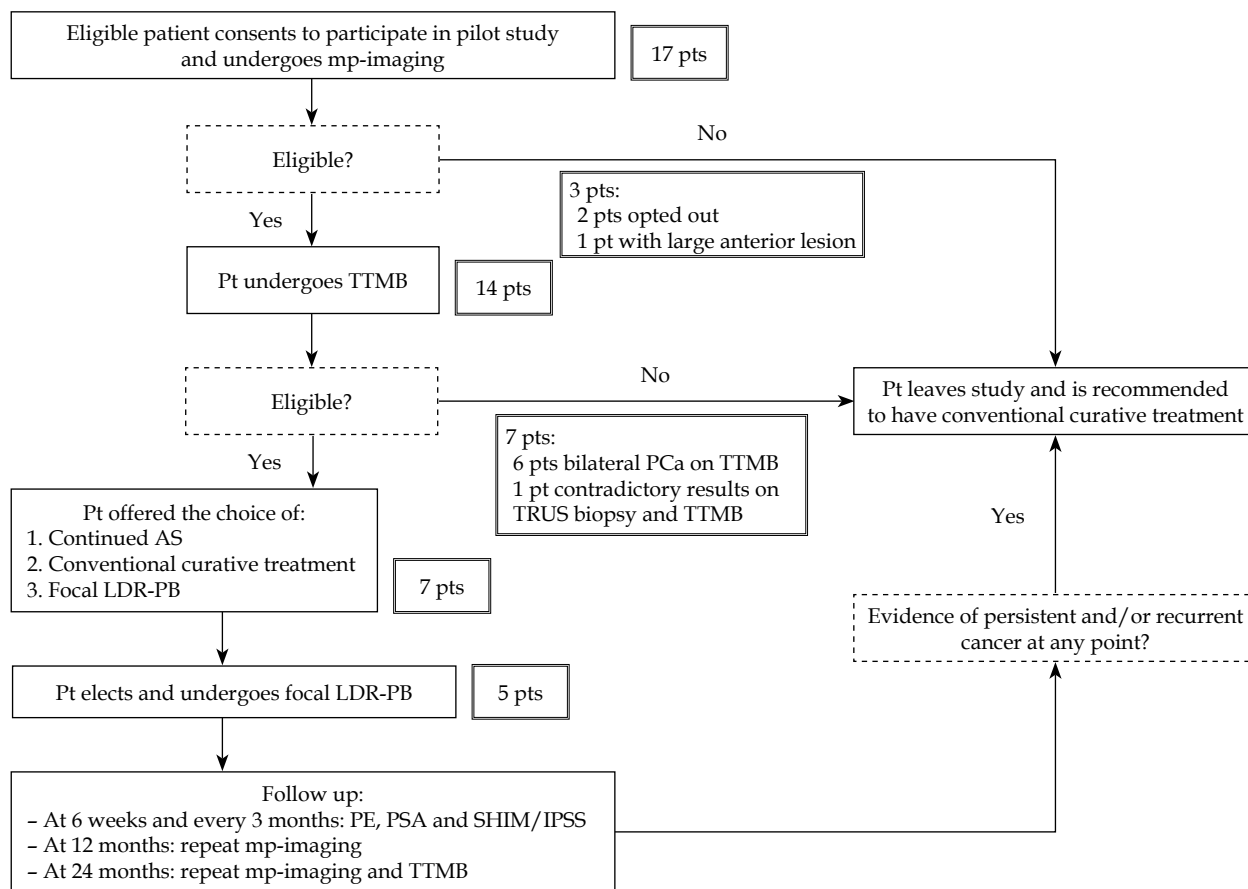 Eligible patient consents to participate in pilot study
and undergoes mp-imaging
17 pts
Eligible?
No
3 pts:
2 pts opted out
1 pt with large anterior lesion
Yes
Pt undergoes TTMB
14 pts
Eligible?
No
Pt leaves study and is recommended
to have conventional curative treatment
7 pts:
6 pts bilateral PCa on TTMB
1 pt contradictory results on
TRUS biopsy and TTMB
Yes
Yes
Pt offered the choice of:
1. Continued AS
2. Conventional curative treatment
3. Focal LDR-PB
7 pts
Evidence of persistent and/or recurrent
cancer at any point?
Pt elects and undergoes focal LDR-PB
5 pts
Follow up:
– At 6 weeks and every 3 months: PE, PSA and SHIM/IPSS
– At 12 months: repeat mp-imaging
– At 24 months: repeat mp-imaging and TTMB